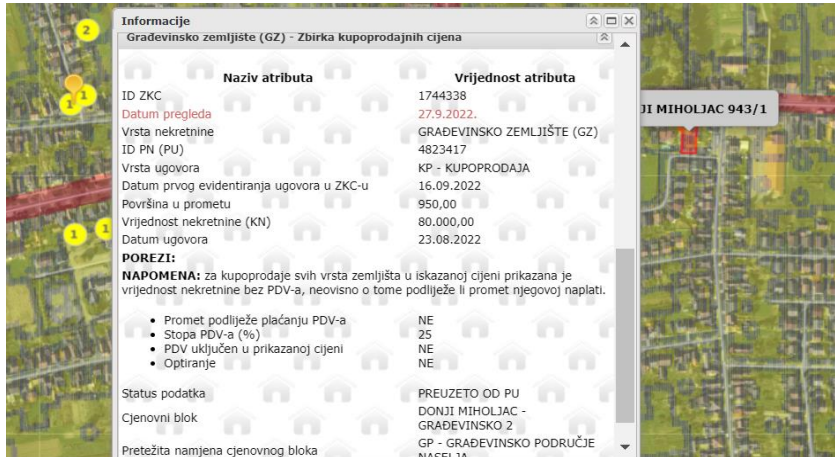 Informacije
Građevinsko zemljište (GZ) - Zbirka kupoprodajnih cijena
2
1
1
1
1
Naziv atributa Vrijednost atributa
ID ZKC 1744338
Datum pregleda 27.9.2022.
Vrsta nekretnine GRAĐEVINSKO ZEMLJIŠTE (GZ)
ID PN (PU) 4823417
Vrsta ugovora KP - KUPOPRODAJA
Datum prvog evidentiranja ugovora u ZKC-u 16.09.2022
Površina u prometu 950,00
Vrijednost nekretnine (KN) 80.000,00
Datum ugovora 23.08.2022
POREZI:
NAPOMENA: za kupoprodaje svih vrsta zemljišta u iskazanoj cijeni prikazana je
vrijednost nekretnine bez PDV-a, neovisno o tome podliježe li promet njegovoj naplati.
• Promet podliježe plaćanju PDV-a NE
• Stopa PDV-a (%) 25
• PDV uključen u prikazanoj cijeni NE
• Optiranje NE
Status podatka PREUZETO OD PU
Cjenovni blok DONJI MIHOLJAC -
GRAĐEVINSKO 2
Pretežita namjena cjenovnog bloka GP - GRAĐEVINSKO PODRUČJE
NASELJA
JI MIHOLJAC 943/1